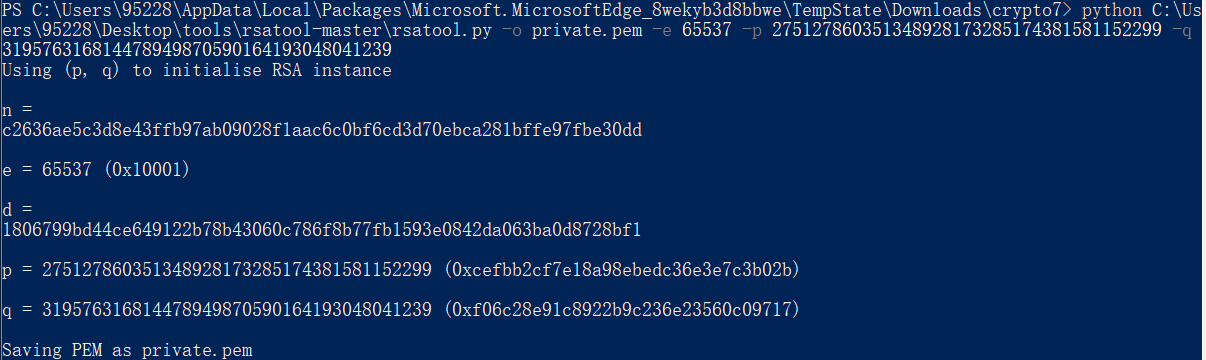 PS C:\Users\95228\AppData\Local\Packages\Microsoft.MicrosoftEdge_8wekyb3d8bbwe\TempState\Downloads\crypto7> python C:\Us
ers\95228\Desktop\tools\rsatool-master\rsatool.py -o private.pem -e 65537 -p 275127860351348928173285174381581152299 -q
319576316814478949870590164193048041239
Using (p, q) to initialise RSA instance
n =
c2636ae5c3d8e43ffb97ab09028f1aac6c0bf6cd3d70ebca281bffe97fbe30dd
e = 65537 (0x10001)
d =
1806799bd44ce649122b78b43060c786f8b77fb1593e0842da063ba0d8728bf1
p = 275127860351348928173285174381581152299 (0xcefbb2cf7e18a98ebedc36e3e7c3b02b)
q = 319576316814478949870590164193048041239 (0xf06c28e91c8922b9c236e23560c09717)
Saving PEM as private.pem